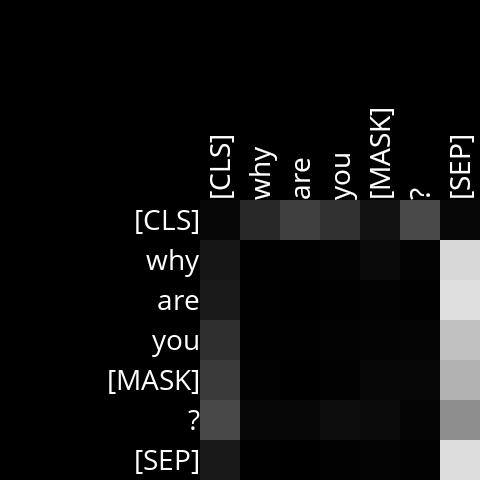 [CLS] why are you [MASK] ? [SEP]
[CLS]
why
are
you
[MASK]
?
[SEP]